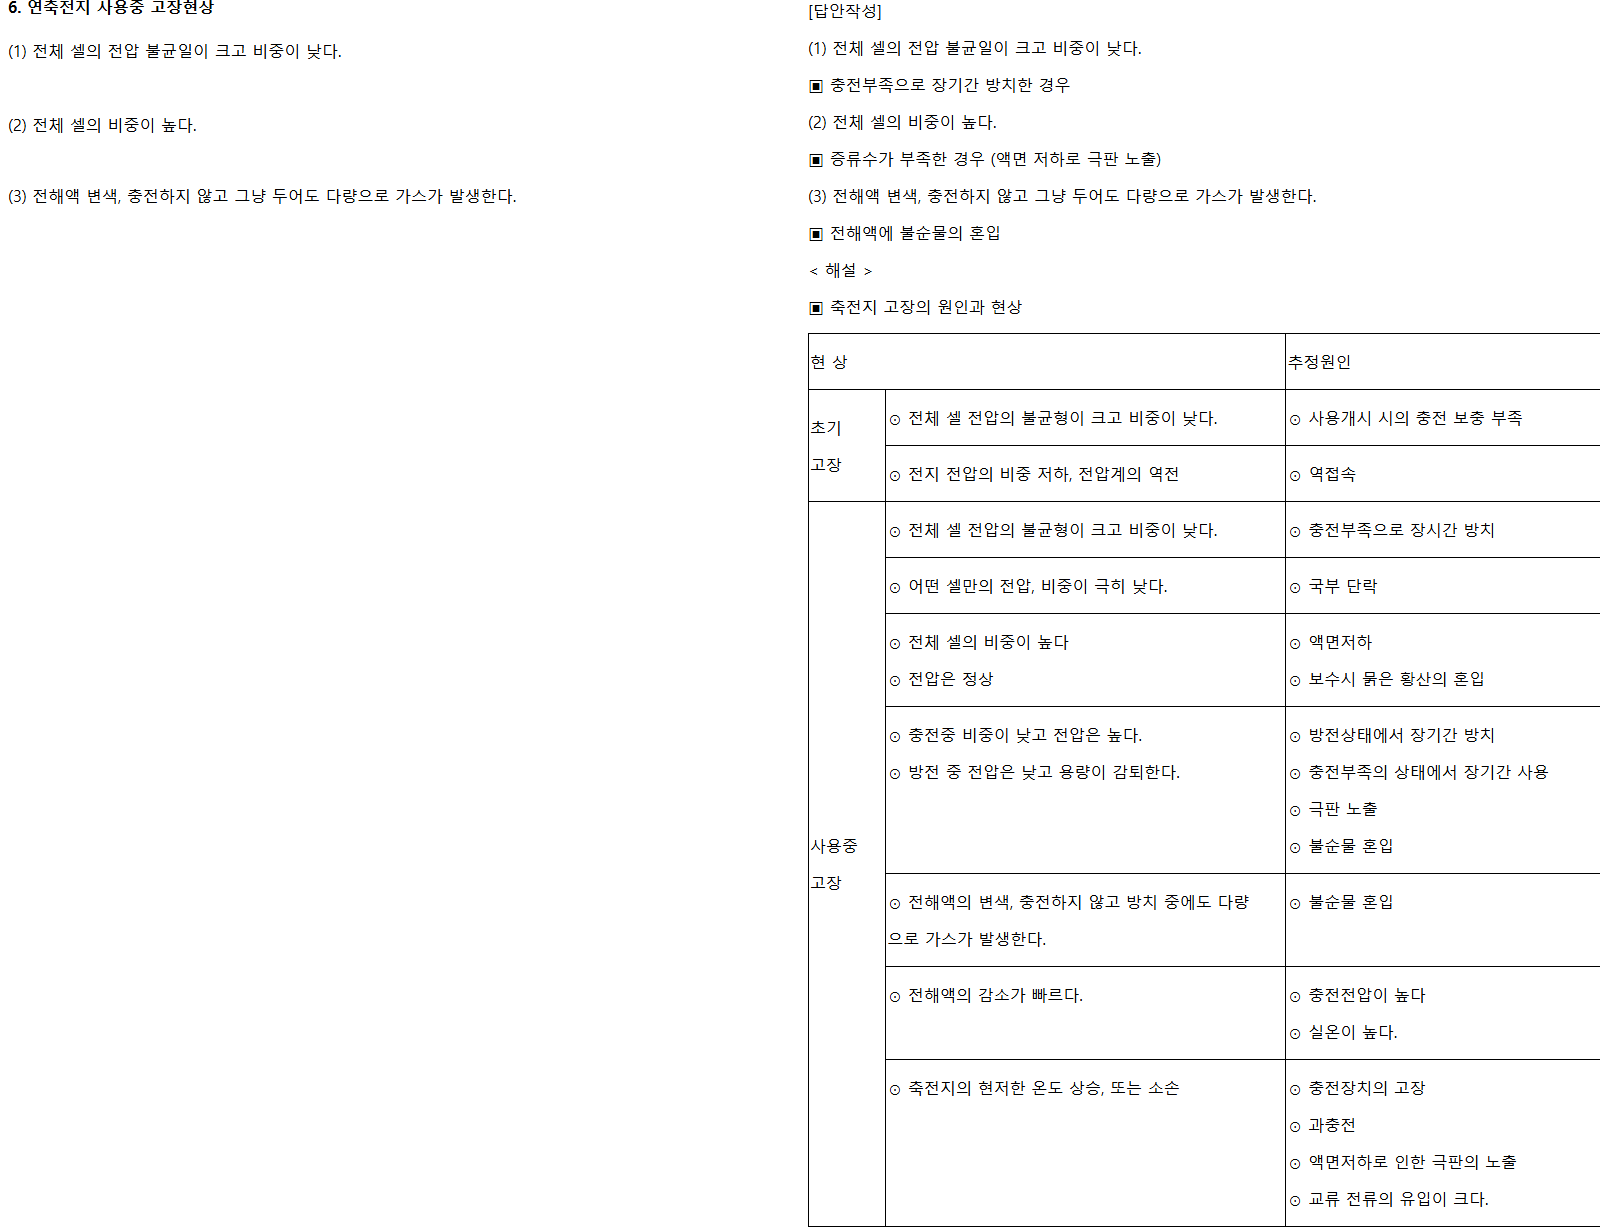 6. 연축전지 사용중 고장현상
(1) 전체 셀의 전압 불균일이 크고 비중이 낮다.
(2) 전체 셀의 비중이 높다.
(3) 전해액 변색, 충전하지 않고 그냥 두어도 다량으로 가스가 발생한다.
[답안작성]
(1) 전체 셀의 전압 불균일이 크고 비중이 낮다.
▣ 충전부족으로 장기간 방치한 경우
(2) 전체 셀의 비중이 높다.
▣ 증류수가 부족한 경우 (액면 저하로 극판 노출)
(3) 전해액 변색, 충전하지 않고 그냥 두어도 다량으로 가스가 발생한다.
▣ 전해액에 불순물의 혼입
< 해설 >
▣ 축전지 고장의 원인과 현상
현 상
추정원인
초기
고장
⊙ 전체 셀 전압의 불균형이 크고 비중이 낮다.
⊙ 사용개시 시의 충전 보충 부족
⊙ 전지 전압의 비중 저하, 전압계의 역전
⊙ 역접속
사용중
고장
⊙ 전체 셀 전압의 불균형이 크고 비중이 낮다.
⊙ 충전부족으로 장시간 방치
⊙ 어떤 셀만의 전압, 비중이 극히 낮다.
⊙ 국부 단락
⊙ 전체 셀의 비중이 높다
⊙ 전압은 정상
⊙ 액면저하
⊙ 보수시 묽은 황산의 혼입
⊙ 충전중 비중이 낮고 전압은 높다.
⊙ 방전 중 전압은 낮고 용량이 감퇴한다.
⊙ 방전상태에서 장기간 방치
⊙ 충전부족의 상태에서 장기간 사용
⊙ 극판 노출
⊙ 불순물 혼입
⊙ 전해액의 변색, 충전하지 않고 방치 중에도 다량
으로 가스가 발생한다.
⊙ 불순물 혼입
⊙ 전해액의 감소가 빠르다.
⊙ 충전전압이 높다
⊙ 실온이 높다.
⊙ 축전지의 현저한 온도 상승, 또는 소손
⊙ 충전장치의 고장
⊙ 과충전
⊙ 액면저하로 인한 극판의 노출
⊙ 교류 전류의 유입이 크다.